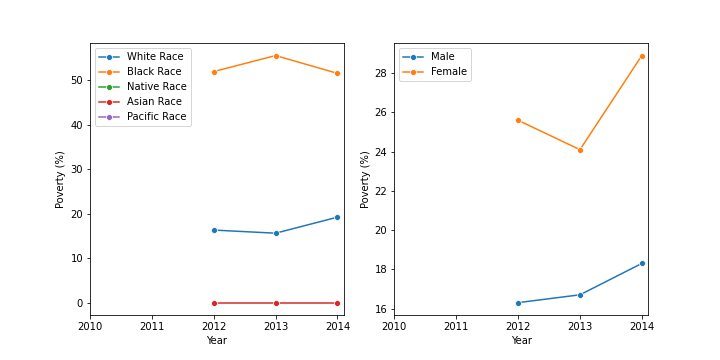 White Race
Black Race
Native Race
Asian Race
Pacific Race
Poverty (%)
50
40
30
20
10
0
2010 2011 2012 2013 2014
Year
Male
Female
Poverty (%)
28
26
24
22
20
18
16
2010 2011 2012 2013 2014
Year